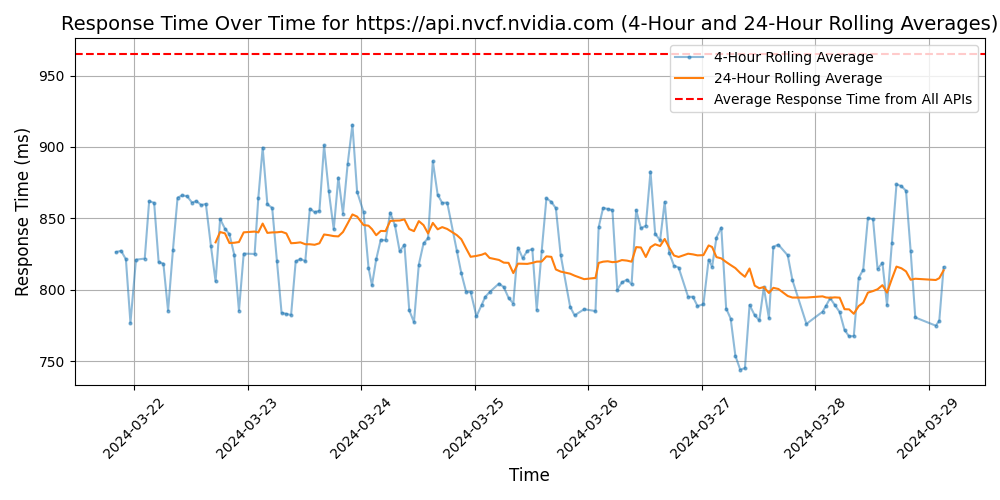 Response Time Over Time for https://api.nvcf.nvidia.com (4-Hour and 24-Hour Rolling Averages)
4-Hour Rolling Average
24-Hour Rolling Average
Average Response Time from All APIs
Response Time (ms)
950
900
850
800
750
2024-03-22
2024-03-23
2024-03-24
2024-03-25
2024-03-26
2024-03-27
2024-03-28
2024-03-29
Time